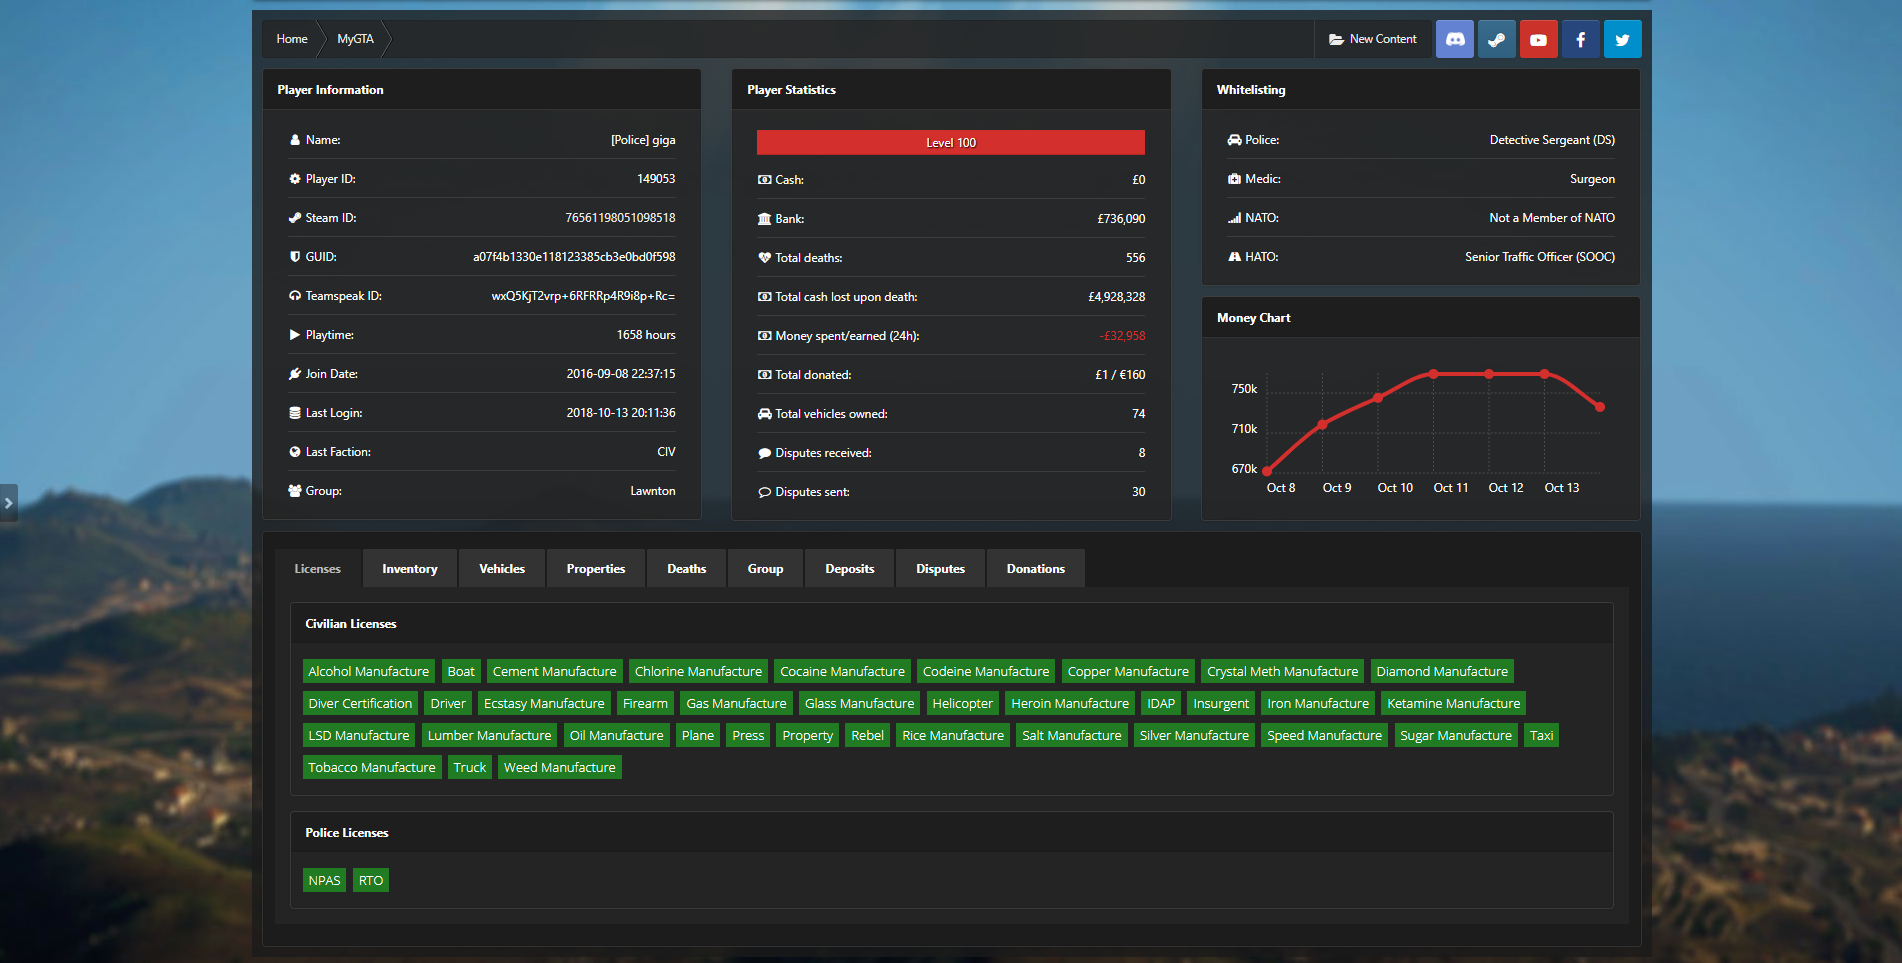 Home
MyGTA
New Content
Player Information
Name: [Police] giga
Player ID: 149053
Steam ID: 76561198051098518
GUID: a07f4b1330e118123385cb3e0bd0f598
Teamspeak ID: wxQ5KjT2vrp+6RFRRp4R9i8p+Rc=
Playtime: 1658 hours
Join Date: 2016-09-08 22:37:15
Last Login: 2018-10-13 20:11:36
Last Faction: CIV
Group: Lawnton
Player Statistics
Level 100
Cash: £0
Bank: £736,090
Total deaths: 556
Total cash lost upon death: £4,928,328
Money spent/earned (24h): -£32,958
Total donated: £1 / €160
Total vehicles owned: 74
Disputes received: 8
Disputes sent: 30
Whitelisting
Police: Detective Sergeant (DS)
Medic: Surgeon
NATO: Not a Member of NATO
HATO: Senior Traffic Officer (SOOC)
Money Chart
750k
710k
670k
Oct 8 Oct 9 Oct 10 Oct 11 Oct 12 Oct 13
Licenses Inventory Vehicles Properties Deaths Group Deposits Disputes Donations
Civilian Licenses
Alcohol Manufacture Boat Cement Manufacture Chlorine Manufacture Cocaine Manufacture Codeine Manufacture Copper Manufacture Crystal Meth Manufacture Diamond Manufacture
Diver Certification Driver Ecstasy Manufacture Firearm Gas Manufacture Glass Manufacture Helicopter Heroin Manufacture IDAP Insurgent Iron Manufacture Ketamine Manufacture
LSD Manufacture Lumber Manufacture Oil Manufacture Plane Press Property Rebel Rice Manufacture Salt Manufacture Silver Manufacture Speed Manufacture Sugar Manufacture Taxi
Tobacco Manufacture Truck Weed Manufacture
Police Licenses
NPAS RTO